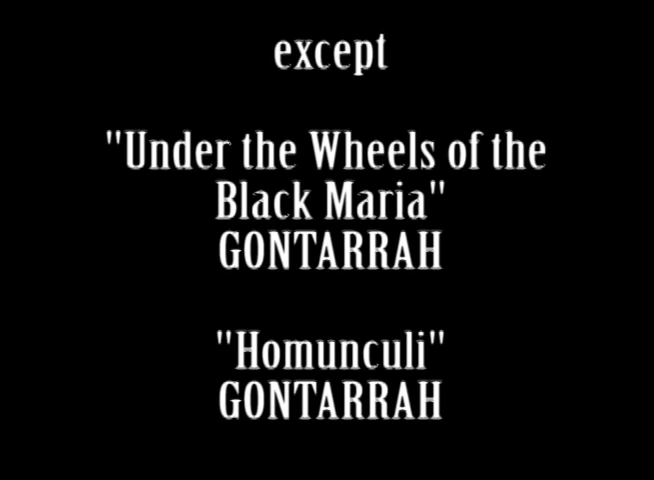 except
"Under the Wheels of the
Black Maria"
GONTARRAH
"Homunculi"
GONTARRAH